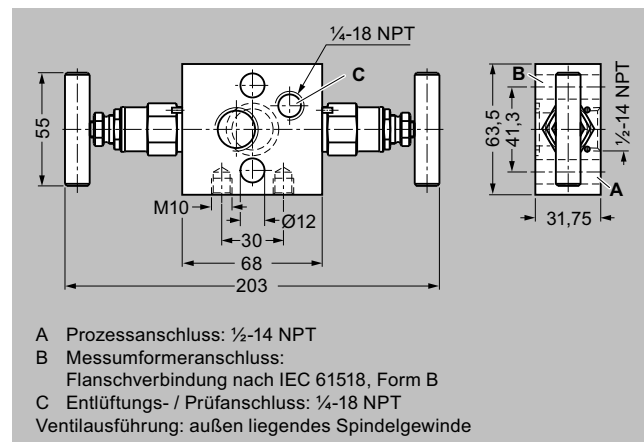 ¼-18 NPT
C
B
55
63,5
41,3
½-14 NPT
A
M10
Ø12
30
31,75
68
203
A Prozessanschluss: ½-14 NPT
B Messumformeranschluss:
Flanschverbindung nach IEC 61518, Form B
C Entlüftungs- / Prüfanschluss: ¼-18 NPT
Ventilausführung: außen liegendes Spindelgewinde